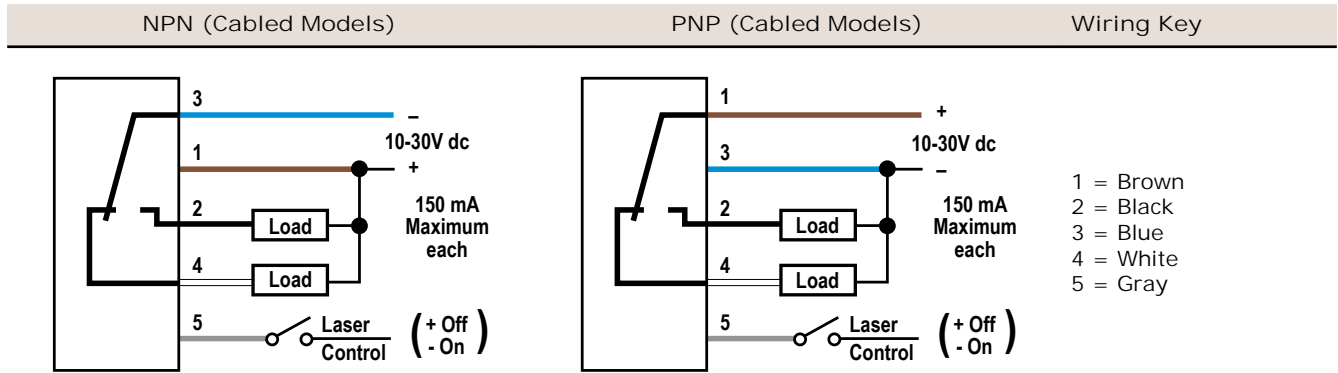 NPN (Cabled Models)
PNP (Cabled Models)
Wiring Key
3
–
10-30V dc
1
+
2
Load
150 mA
Maximum
each
4
Load
5
Laser
Control
( + Off
- On )
1
+
10-30V dc
3
–
2
Load
150 mA
Maximum
each
4
Load
5
Laser
Control
( + Off
- On )
1 = Brown
2 = Black
3 = Blue
4 = White
5 = Gray